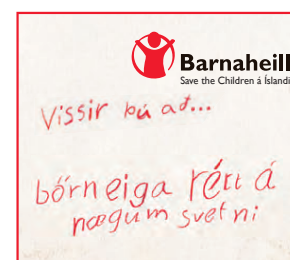 Barnaheill
Save the Children á Íslandi
Vissir þú að...
börn eiga rétt á
nægum svefni